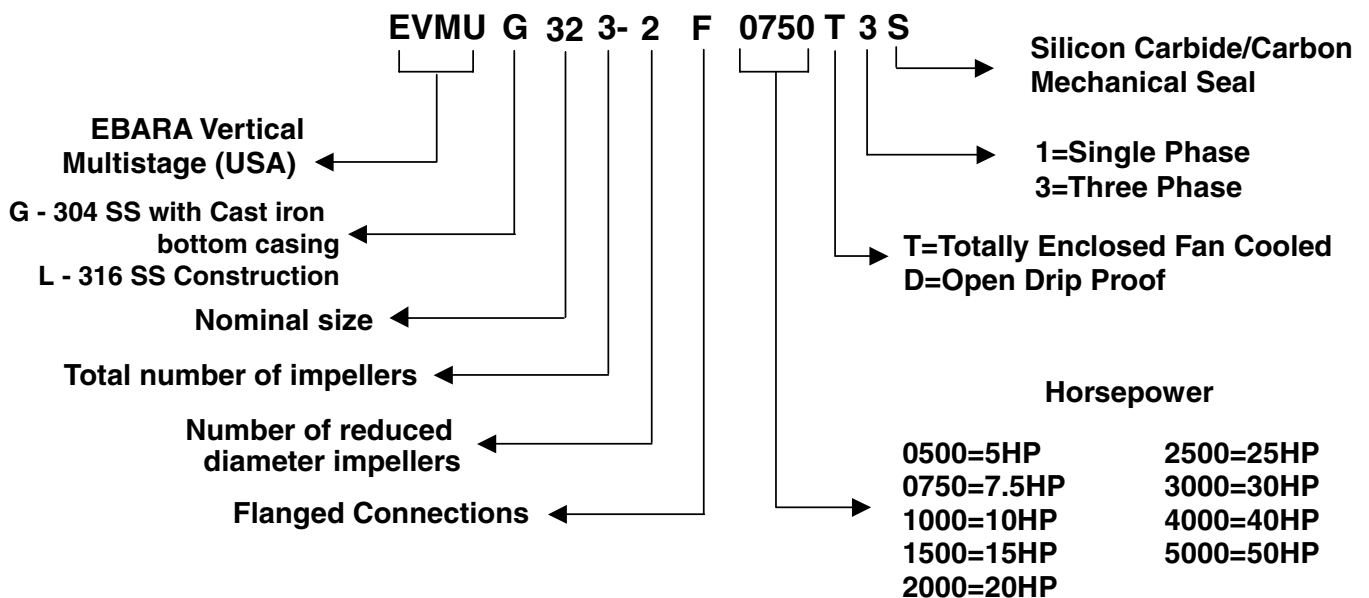 EVMU G 32 3- 2 F 0750 T 3 S
Silicon Carbide/Carbon
Mechanical Seal
EBARA Vertical
Multistage (USA)
1=Single Phase
3=Three Phase
G - 304 SS with Cast iron
bottom casing
L - 316 SS Construction
T=Totally Enclosed Fan Cooled
D=Open Drip Proof
Nominal size
Total number of impellers
Number of reduced
diameter impellers
Flanged Connections
Horsepower
0500=5HP
0750=7.5HP
1000=10HP
1500=15HP
2000=20HP
2500=25HP
3000=30HP
4000=40HP
5000=50HP